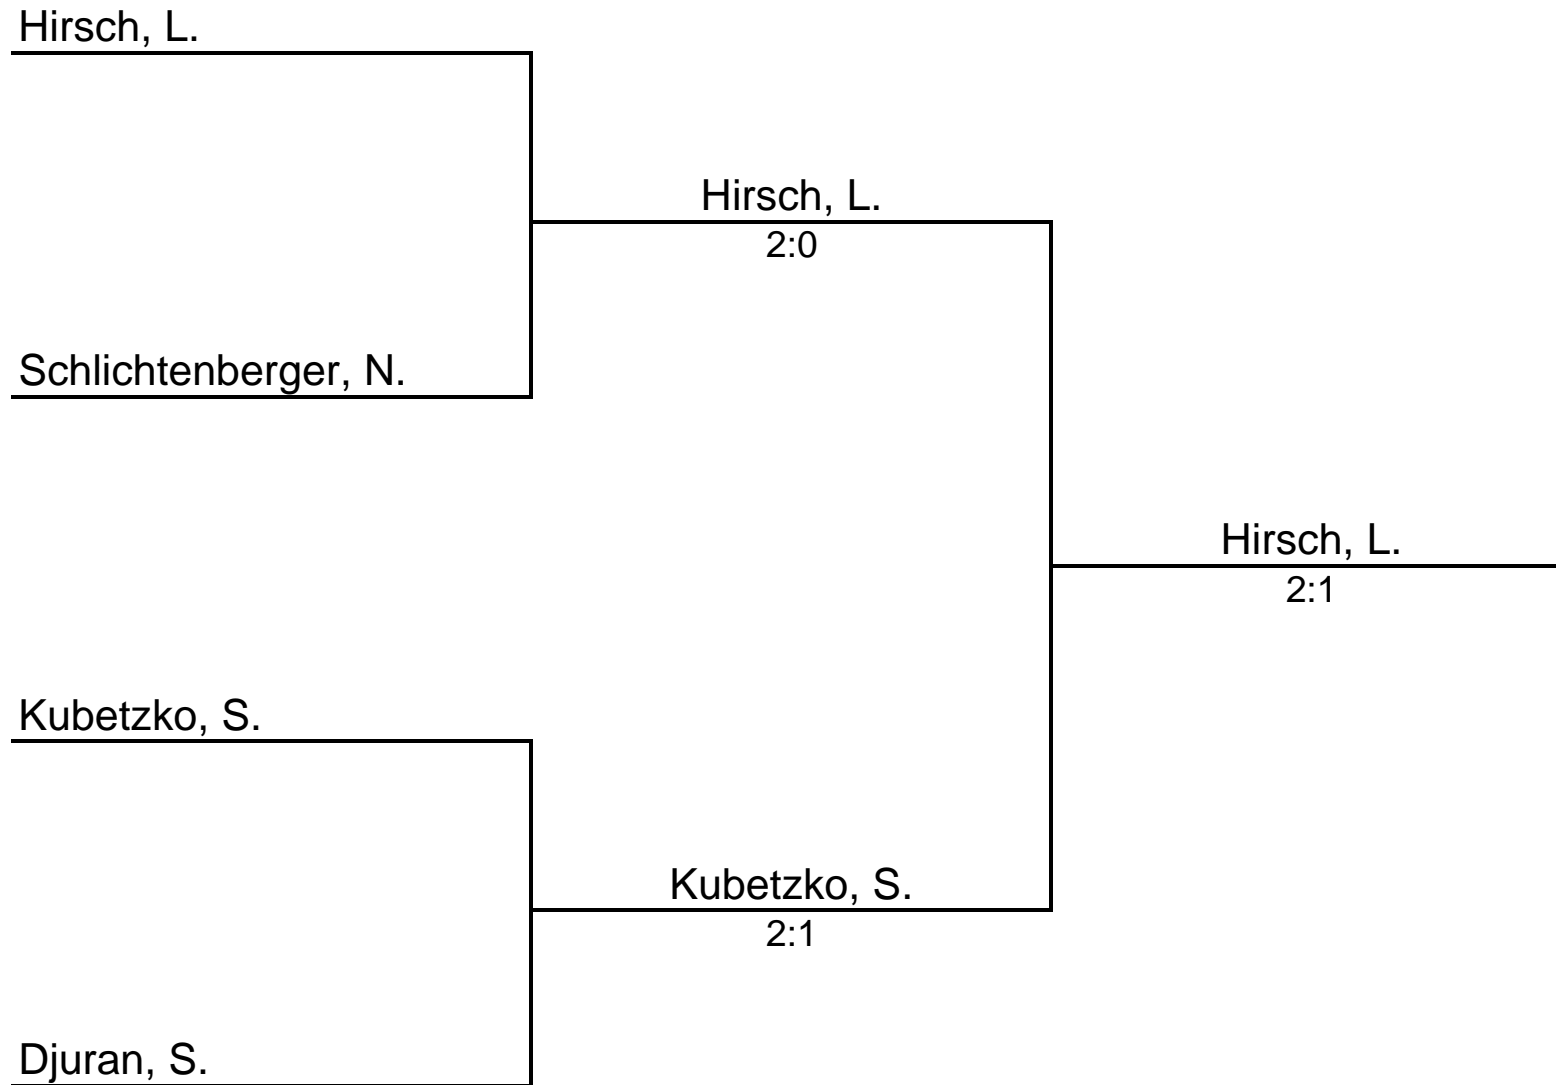 Hirsch, L.
Hirsch, L.
2:0
Schlichtenberger, N.
Hirsch, L.
2:1
Kubetzko, S.
Kubetzko, S.
2:1
Djuran, S.